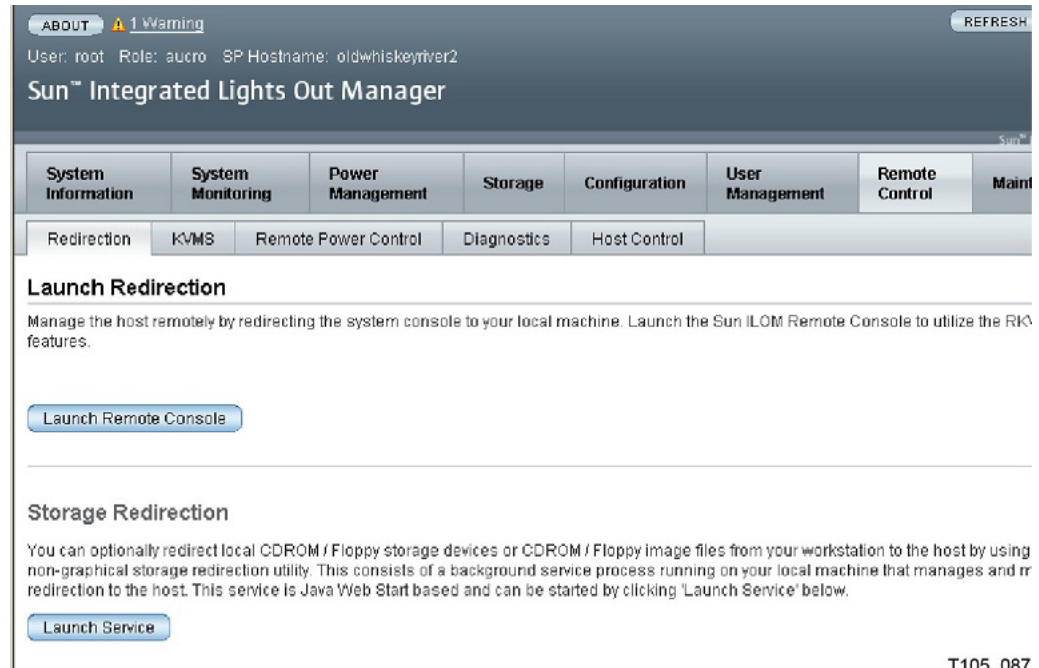 ABOUT 1 Warning REFRESH
User: root Role: aucro SP Hostname: oldwhiskeyriver2
Sun™ Integrated Lights Out Manager
Sun™
System Information System Monitoring Power Management Storage Configuration User Management Remote Control Maint
Redirection KVMS Remote Power Control Diagnostics Host Control
Launch Redirection
Manage the host remotely by redirecting the system console to your local machine. Launch the Sun ILOM Remote Console to utilize the RKV
features.
Launch Remote Console
Storage Redirection
You can optionally redirect local CDROM / Floppy storage devices or CDROM / Floppy image files from your workstation to the host by using
non-graphical storage redirection utility. This consists of a background service process running on your local machine that manages and m
redirection to the host. This service is Java Web Start based and can be started by clicking 'Launch Service' below.
Launch Service
T105_087